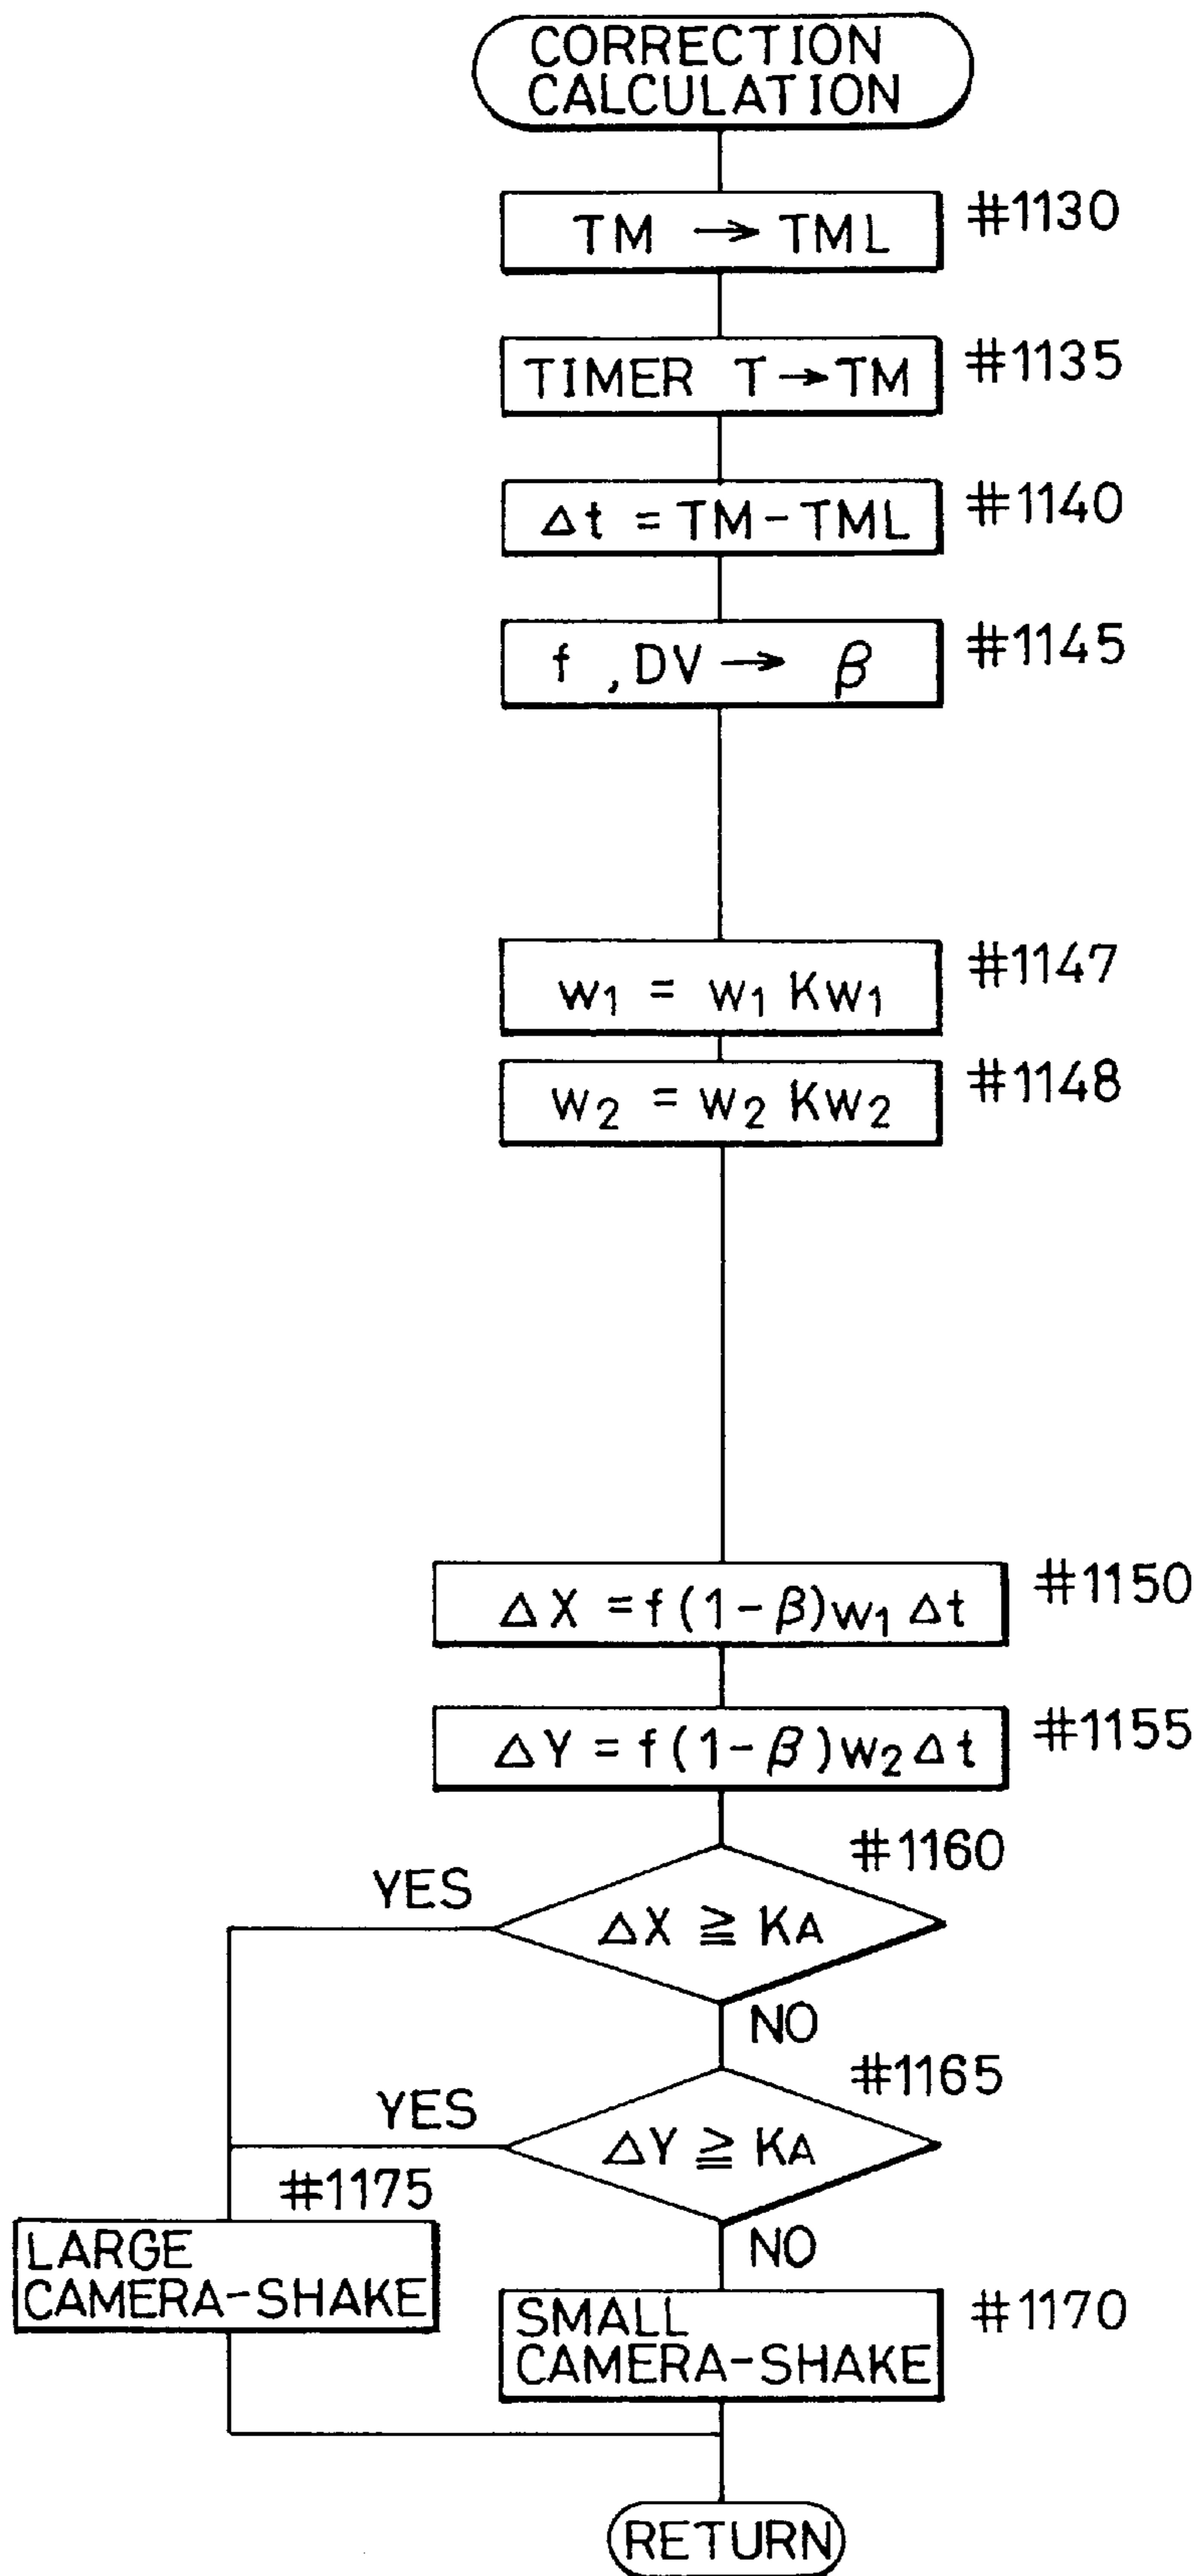 CORRECTION
CALCULATION
TM → TML
#1130
TIMER T→TM
#1135
Δt = TM-TML
#1140
f ,DV → β
#1145
w₁ = w₁ Kw₁
#1147
w₂ = w₂ Kw₂
#1148
ΔX =f(1-β)w₁ Δt
#1150
ΔY = f(1-β)w₂Δt
#1155
#1160
YES
ΔX ≧ KA
NO
#1165
YES
ΔY ≧ KA
#1175
NO
LARGE
CAMERA-SHAKE
SMALL
CAMERA-SHAKE
#1170
RETURN